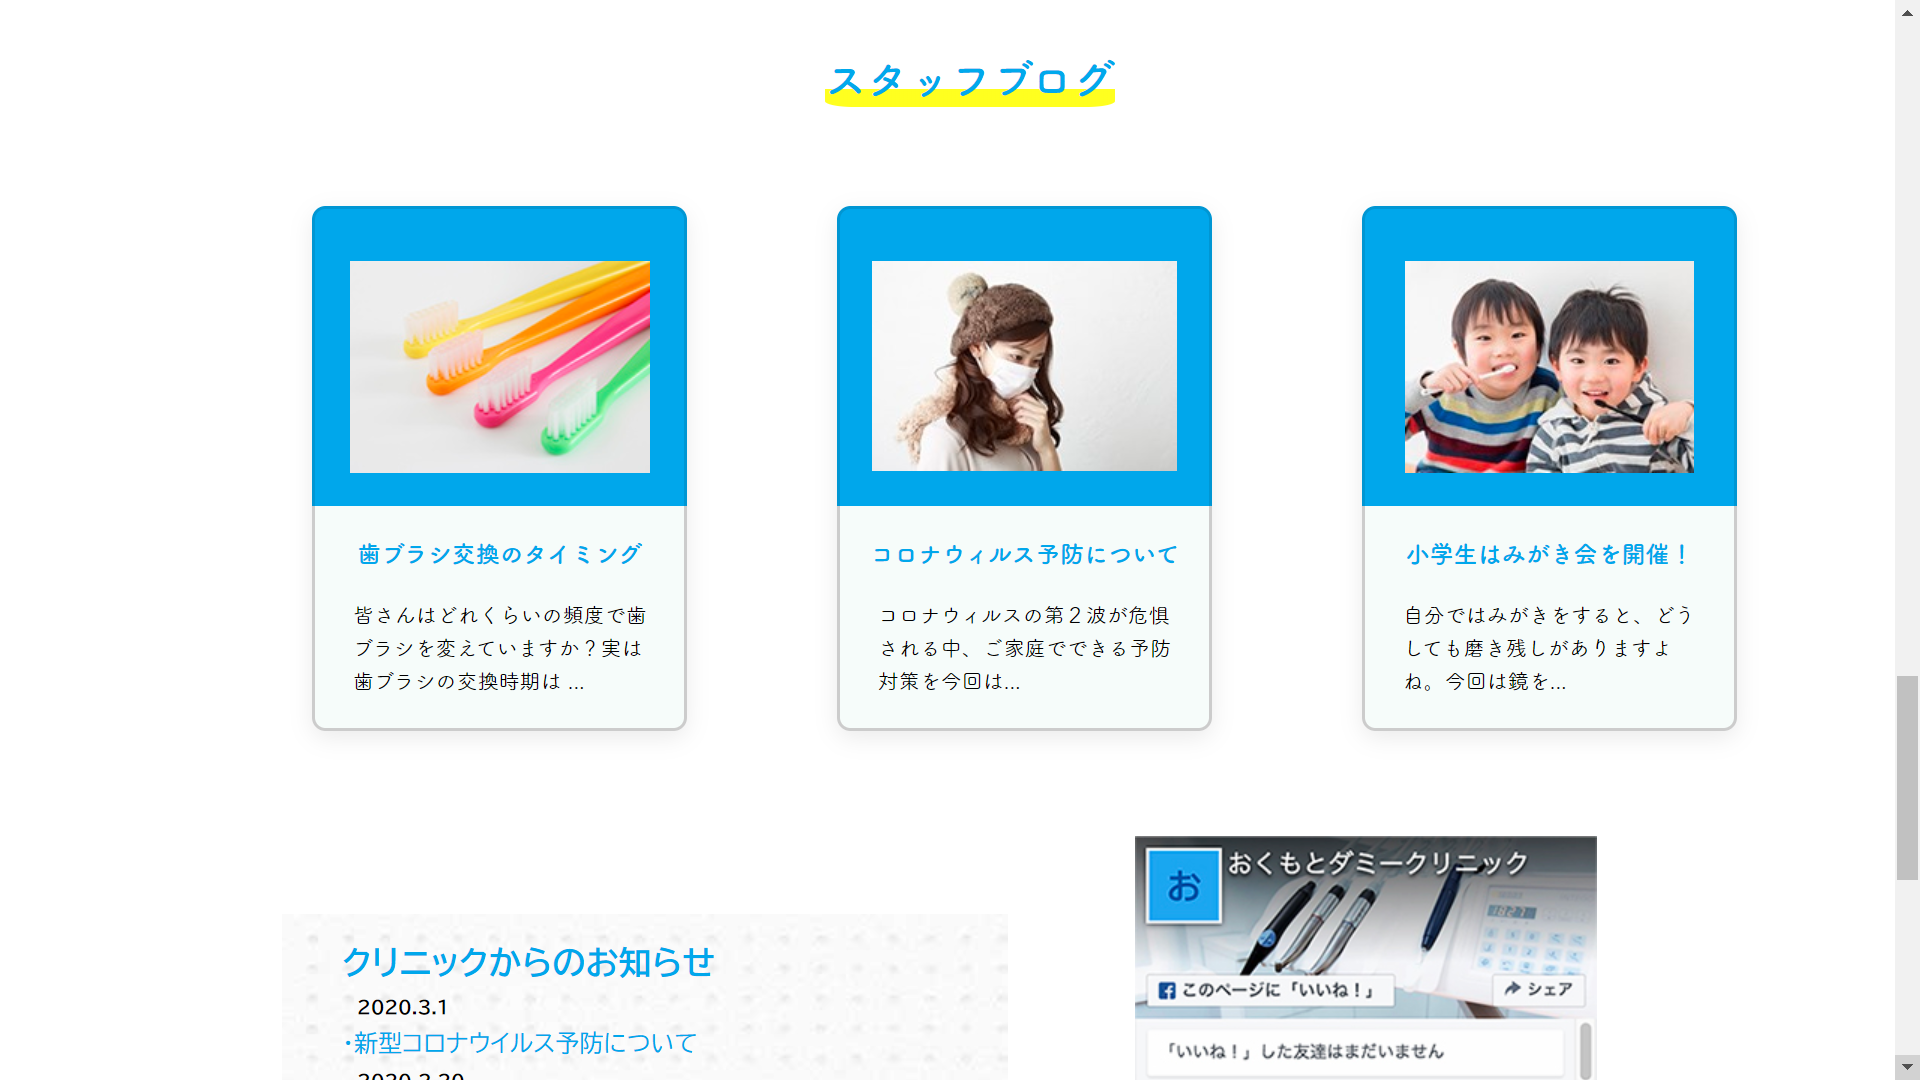 スタッフブログ
歯ブラシ交換のタイミング
皆さんはどれくらいの頻度で歯
ブラシを変えていますか？実は
歯ブラシの交換時期は ...
コロナウィルス予防について
コロナウィルスの第２波が危惧
される中、ご家庭でできる予防
対策を今回は...
小学生はみがき会を開催！
自分ではみがきをすると、どう
しても磨き残しがありますよ
ね。今回は鏡を...
クリニックからのお知らせ
2020.3.1
・新型コロナウイルス予防について
お
おくもとダミークリニック
このページに「いいね！」
シェア
「いいね！」した友達はまだいません